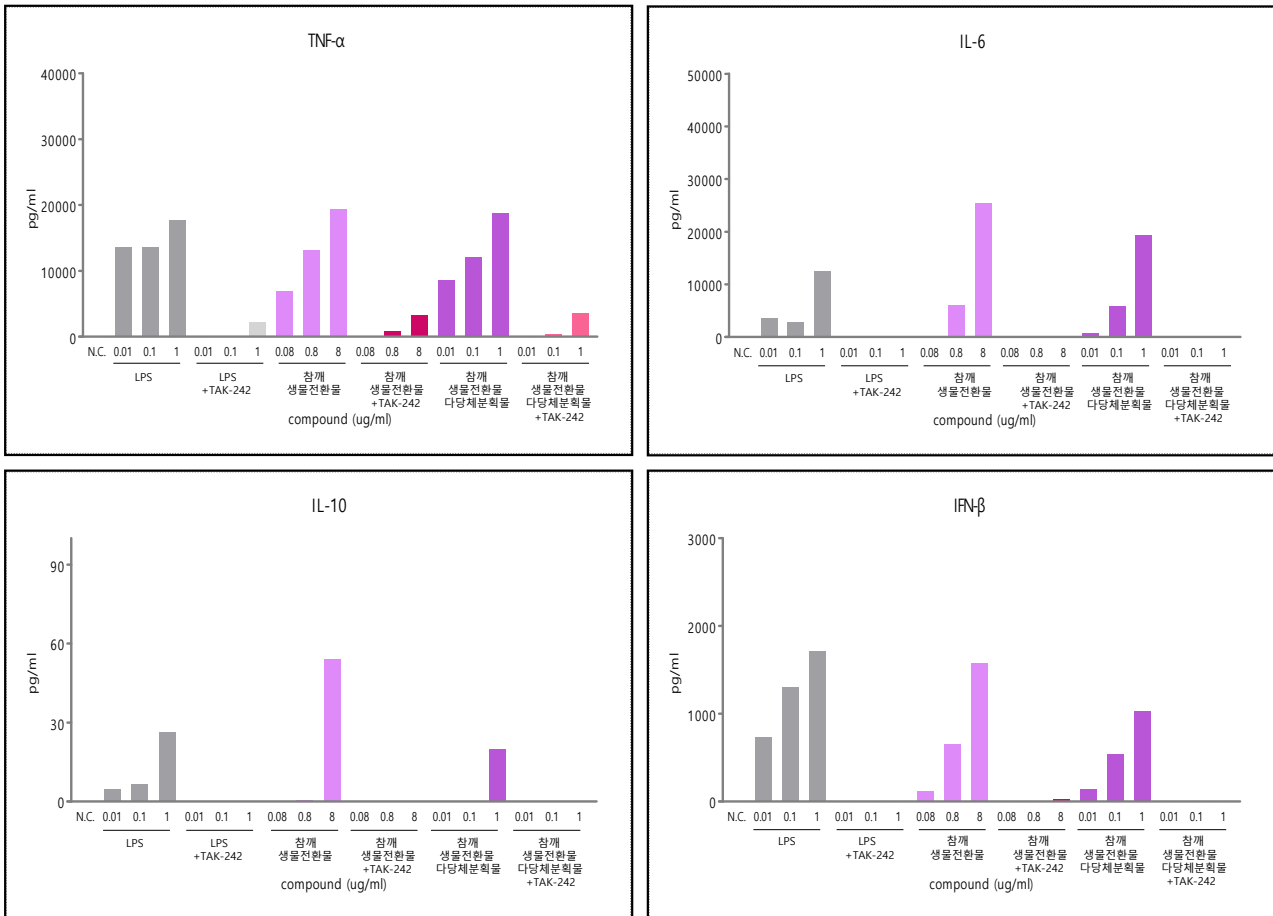 TNF-α
40000
30000
20000
10000
0
pg/ml
N.C. 0.01 0.1 1 0.01 0.1 1 0.08 0.8 8 0.08 0.8 8 0.01 0.1 1 0.01 0.1 1
LPS
LPS
+TAK-242
참깨
생물전환물
참깨
생물전환물
+TAK-242
참깨
생물전환물
다당체분획물
참깨
생물전환물
다당체분획물
+TAK-242
compound (ug/ml)
IL-6
50000
40000
30000
20000
10000
0
pg/ml
N.C. 0.01 0.1 1 0.01 0.1 1 0.08 0.8 8 0.08 0.8 8 0.01 0.1 1 0.01 0.1 1
LPS
LPS
+TAK-242
참깨
생물전환물
참깨
생물전환물
+TAK-242
참깨
생물전환물
다당체분획물
참깨
생물전환물
다당체분획물
+TAK-242
compound (ug/ml)
IL-10
90
60
30
0
pg/ml
N.C. 0.01 0.1 1 0.01 0.1 1 0.08 0.8 8 0.08 0.8 8 0.01 0.1 1 0.01 0.1 1
LPS
LPS
+TAK-242
참깨
생물전환물
참깨
생물전환물
+TAK-242
참깨
생물전환물
다당체분획물
참깨
생물전환물
다당체분획물
+TAK-242
compound (ug/ml)
IFN-β
3000
2000
1000
0
pg/ml
N.C. 0.01 0.1 1 0.01 0.1 1 0.08 0.8 8 0.08 0.8 8 0.01 0.1 1 0.01 0.1 1
LPS
LPS
+TAK-242
참깨
생물전환물
참깨
생물전환물
+TAK-242
참깨
생물전환물
다당체분획물
참깨
생물전환물
다당체분획물
+TAK-242
compound (ug/ml)